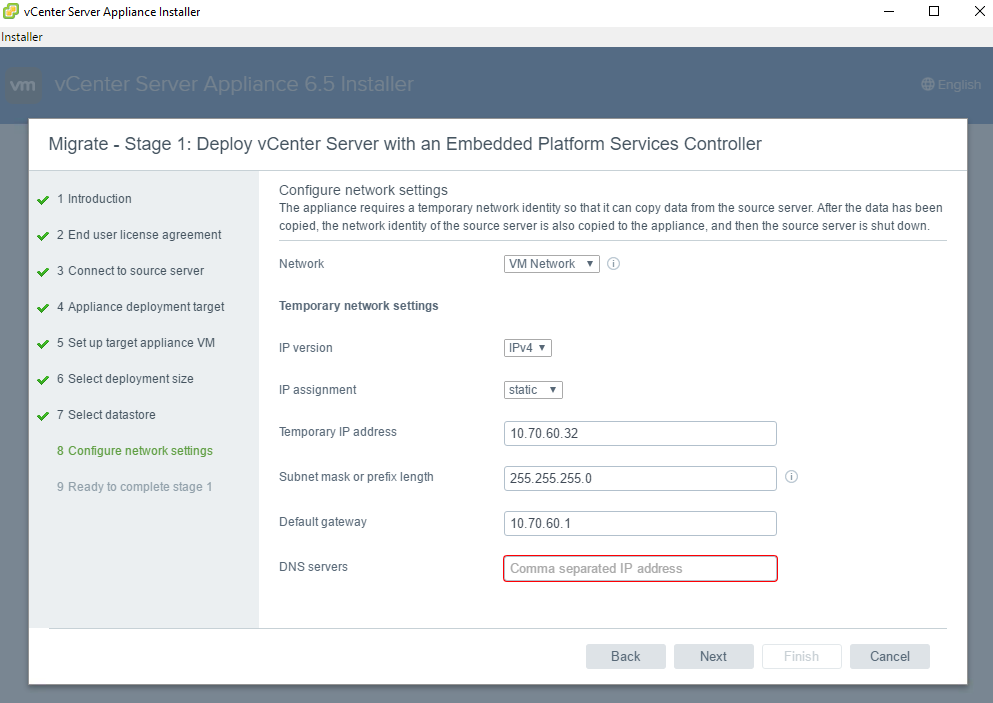 vCenter Server Appliance Installer
Installer
vm vCenter Server Appliance 6.5 Installer
English
Migrate - Stage 1: Deploy vCenter Server with an Embedded Platform Services Controller
1 Introduction
2 End user license agreement
3 Connect to source server
4 Appliance deployment target
5 Set up target appliance VM
6 Select deployment size
7 Select datastore
8 Configure network settings
9 Ready to complete stage 1
Configure network settings
The appliance requires a temporary network identity so that it can copy data from the source server. After the data has been
copied, the network identity of the source server is also copied to the appliance, and then the source server is shut down.
Network VM Network
Temporary network settings
IP version IPv4
IP assignment static
Temporary IP address 10.70.60.32
Subnet mask or prefix length 255.255.255.0
Default gateway 10.70.60.1
DNS servers Comma separated IP address
Back Next Finish Cancel